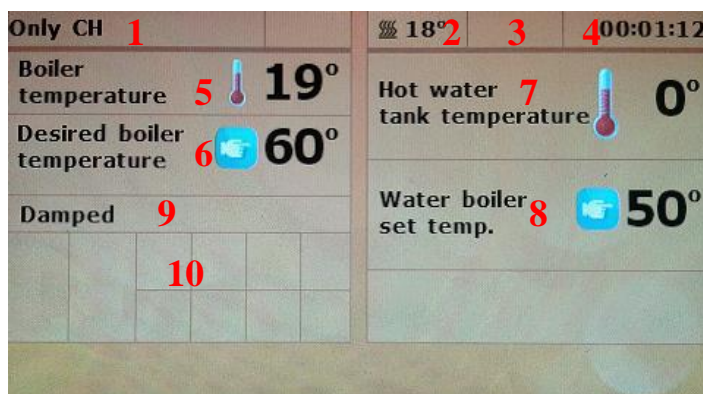 Only CH 1
18° 2 3 4 00:01:12
Boiler
temperature 5 19°
Hot water 7
tank temperature 0°
Desired boiler
temperature 6 60°
Water boiler
set temp. 8 50°
Damped 9
10